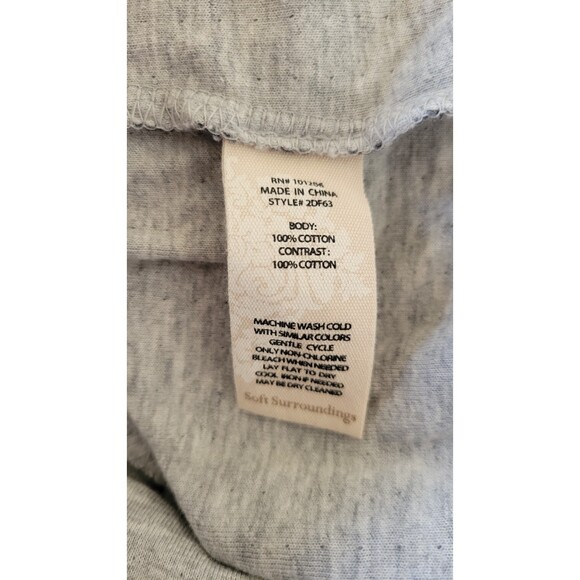 RN# 101286
MADE IN CHINA
STYLE# 2DF63
BODY:
100% COTTON
CONTRAST:
100% COTTON
MACHINE WASH COLD
WITH SIMILAR COLORS
GENTLE CYCLE
ONLY NON-CHLORINE
BLEACH WHEN NEEDED
LAY FLAT TO DRY
COOL IRON IF NEEDED
MAY BE DRY CLEANED
Soft Surroundings